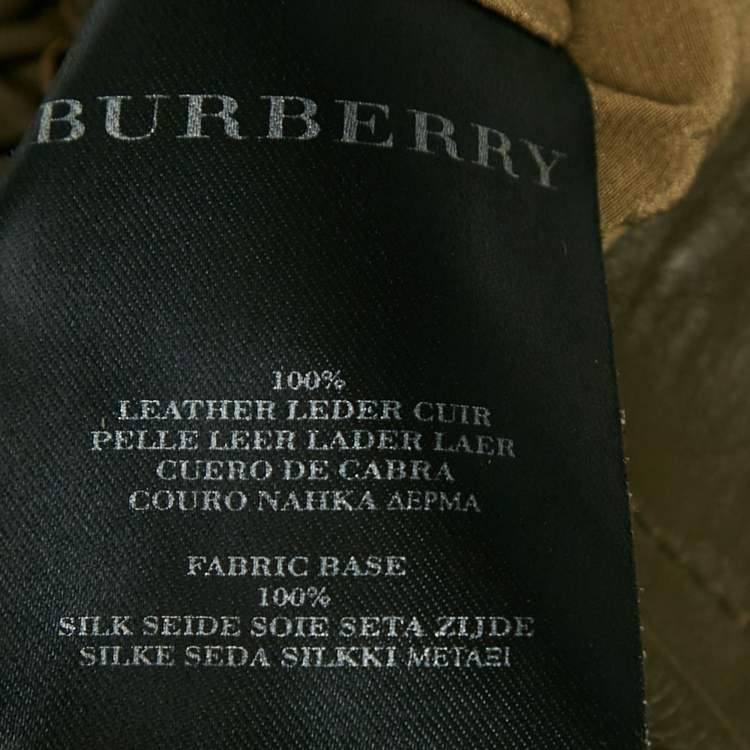 BURBERRY
100%
LEATHER LEDER CUIR
PELLE LEER LADER LAER
CUERO DE CABRA
COURO NAHKA ΔΕΡΜΑ
FABRIC BASE
100%
SILK SEIDE SOIE SETA ZIJDE
SILKE SEDA SILKKI ΜΕΤΑΞΙ